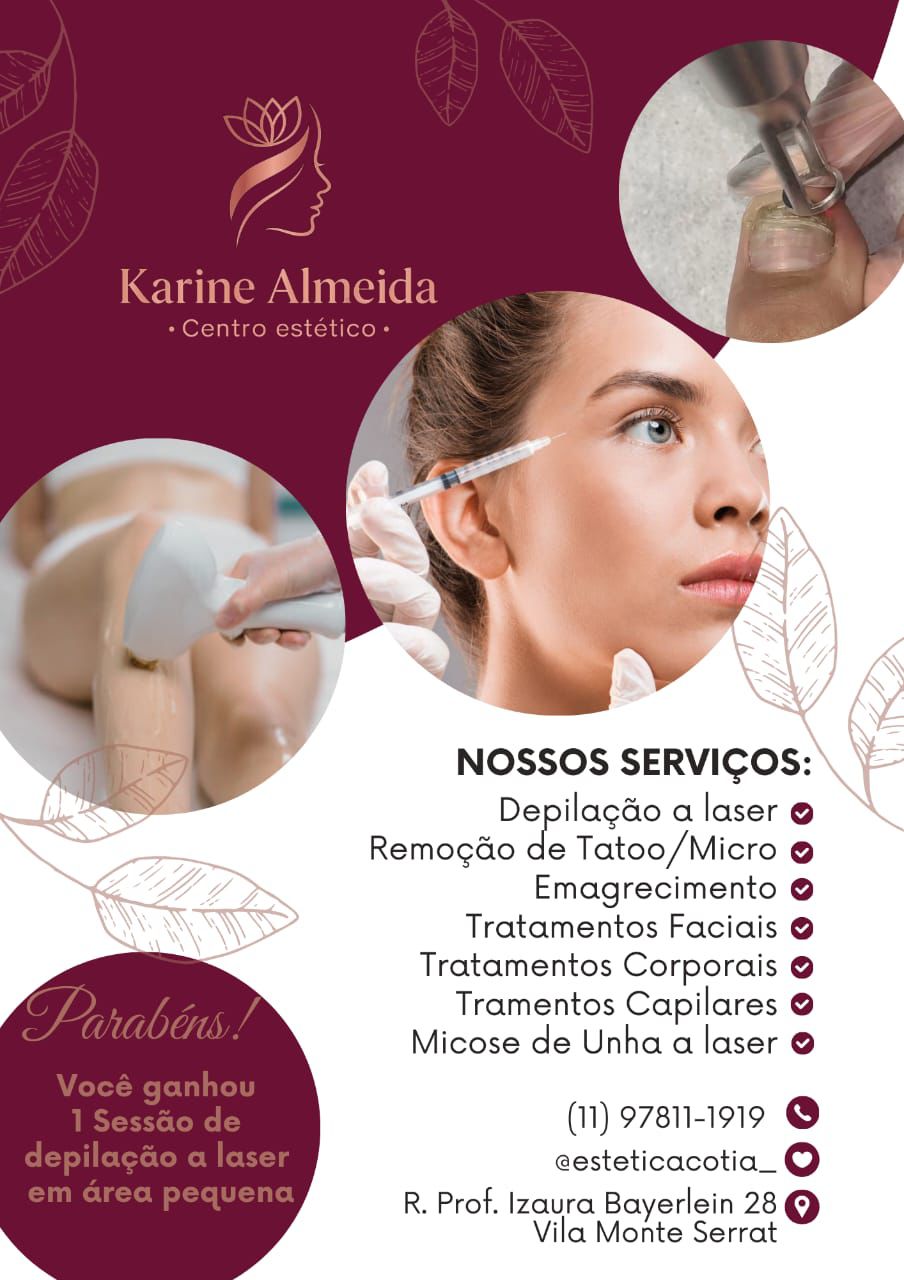 Karine Almeida
• Centro estético •
NOSSOS SERVIÇOS:
Depilação a laser
Remoção de Tatoo/Micro
Emagrecimento
Tratamentos Faciais
Tratamentos Corporais
Tramentos Capilares
Micose de Unha a laser
(11) 97811-1919
@esteticacotia_
R. Prof. Izaura Bayerlein 28
Vila Monte Serrat
Parabéns!
Você ganhou
1 Sessão de
depilação a laser
em área pequena